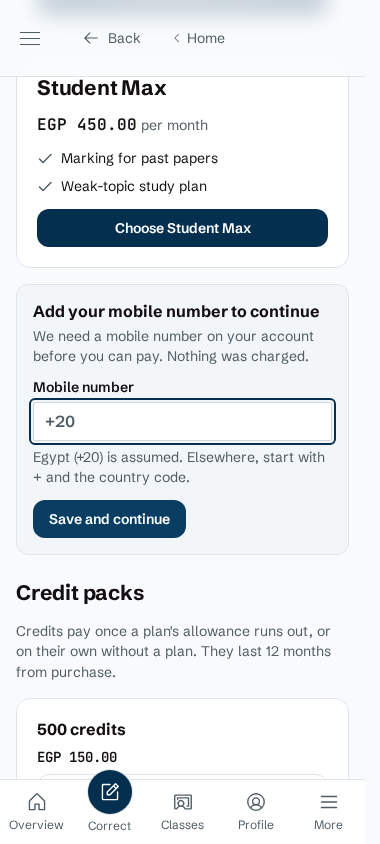 Back
Home
Student Max
EGP 450.00 per month
Marking for past papers
Weak-topic study plan
Choose Student Max
Add your mobile number to continue
We need a mobile number on your account
before you can pay. Nothing was charged.
Mobile number
+20
Egypt (+20) is assumed. Elsewhere, start with
+ and the country code.
Save and continue
Credit packs
Credits pay once a plan's allowance runs out, or
on their own without a plan. They last 12 months
from purchase.
500 credits
EGP 150.00
Overview
Correct
Classes
Profile
More